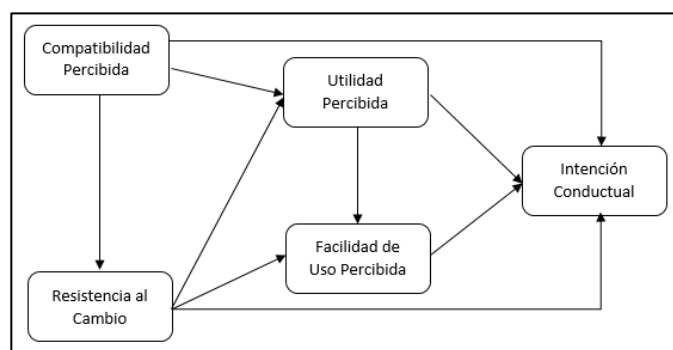 Compatibilidad
Percibida
Utilidad
Percibida
Intención
Conductual
Facilidad de
Uso Percibida
Resistencia al
Cambio